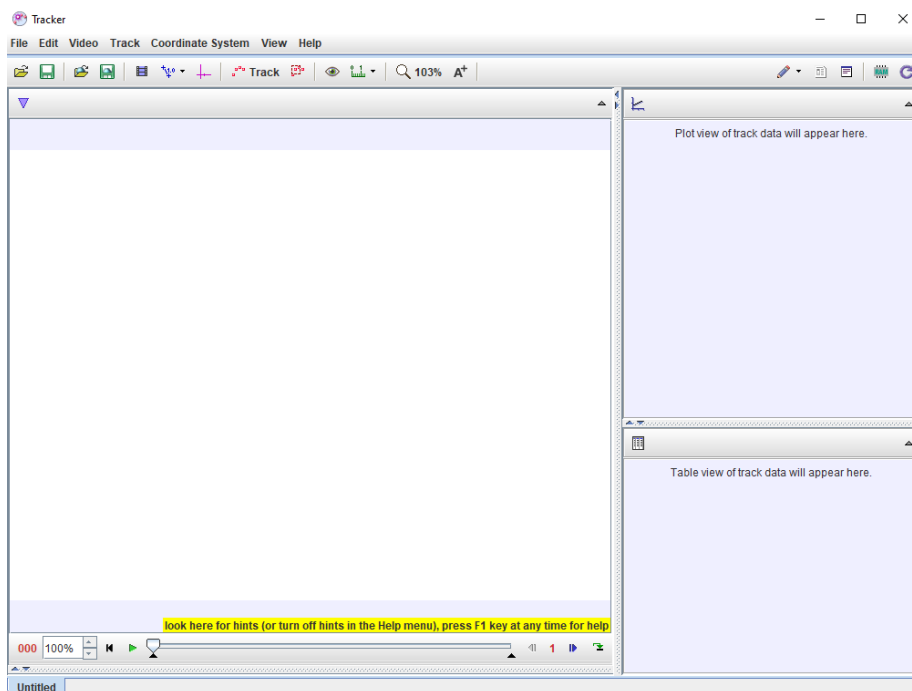 Tracker
File Edit Video Track Coordinate System View Help
Track 103% A+
Plot view of track data will appear here.
Table view of track data will appear here.
look here for hints (or turn off hints in the Help menu), press F1 key at any time for help
000 100% 1
Untitled